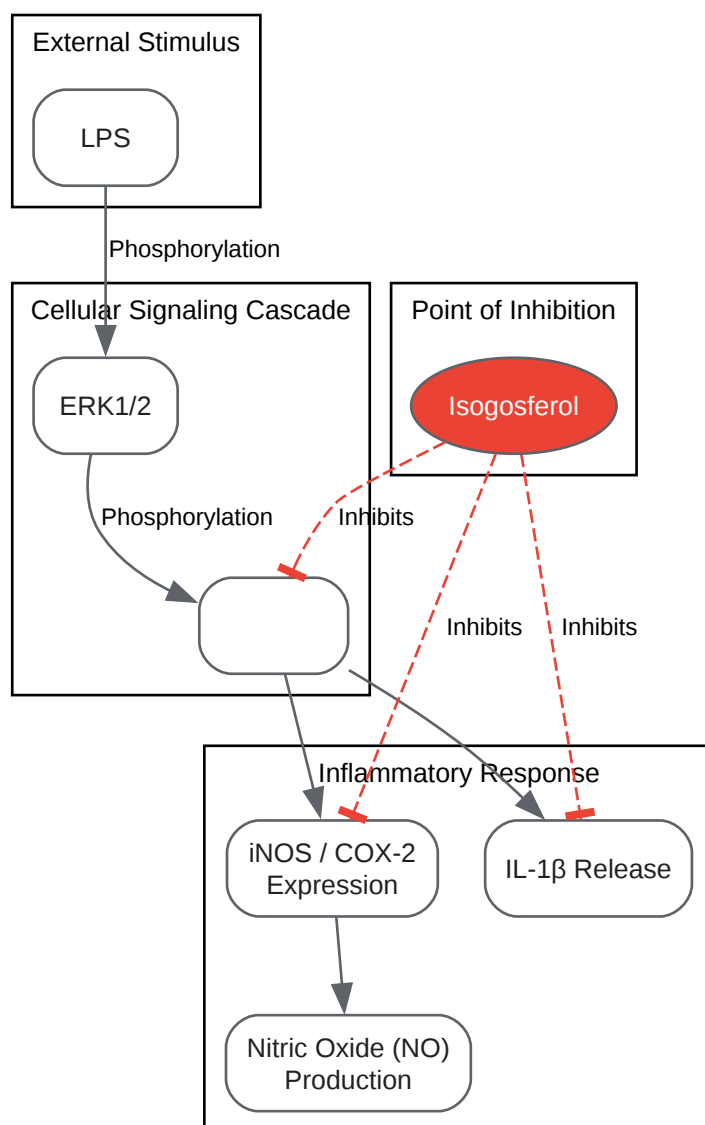 External Stimulus
LPS
Phosphorylation
Cellular Signaling Cascade
Point of Inhibition
ERK1/2
Isogosferol
Phosphorylation
Inhibits
Inhibits
Inhibits
Inflammatory Response
iNOS / COX-2
Expression
IL-1β Release
Nitric Oxide (NO)
Production